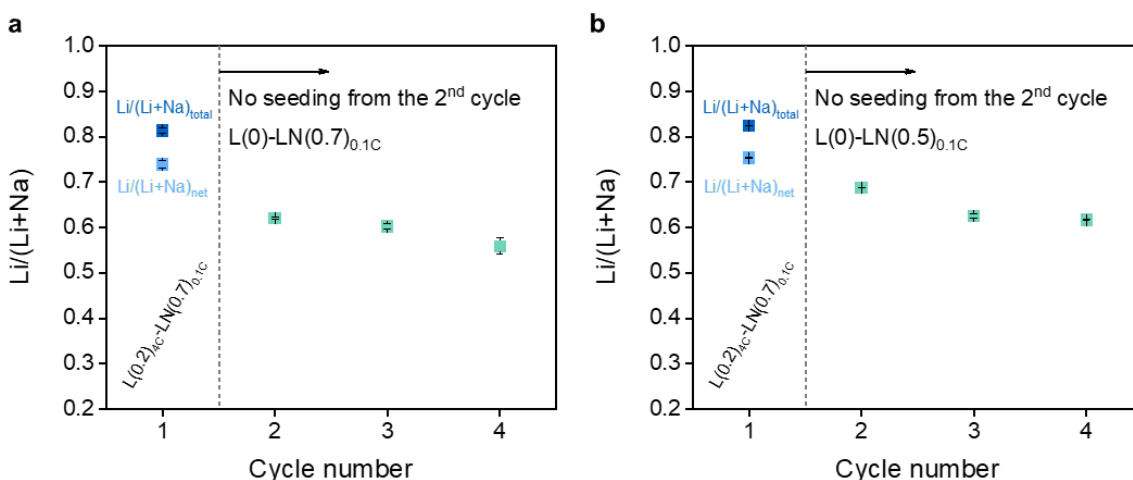 a
1.0
0.9
0.8
0.7
0.6
0.5
0.4
0.3
0.2
Li/(Li+Na)
Li/(Li+Na)total
Li/(Li+Na)net
No seeding from the 2nd cycle
L(0)-LN(0.7)0.1C
L(0.2)4C-LN(0.7)0.1C
1 2 3 4
Cycle number
b
1.0
0.9
0.8
0.7
0.6
0.5
0.4
0.3
0.2
Li/(Li+Na)
Li/(Li+Na)total
Li/(Li+Na)net
No seeding from the 2nd cycle
L(0)-LN(0.5)0.1C
L(0.2)4C-LN(0.7)0.1C
1 2 3 4
Cycle number